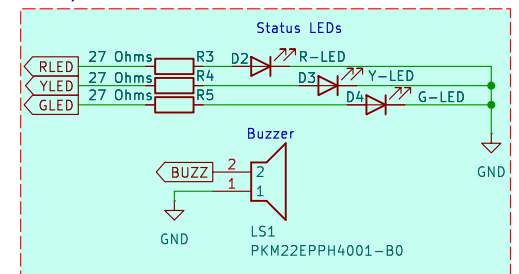 Status LEDs
RLED 27 Ohms R3 D2 R-LED
YLED 27 Ohms R4 D3 Y-LED
GLED 27 Ohms R5 D4 G-LED
GND
Buzzer
BUZZ 2 2
1 1
GND
LS1
PKM22EPPH4001-B0